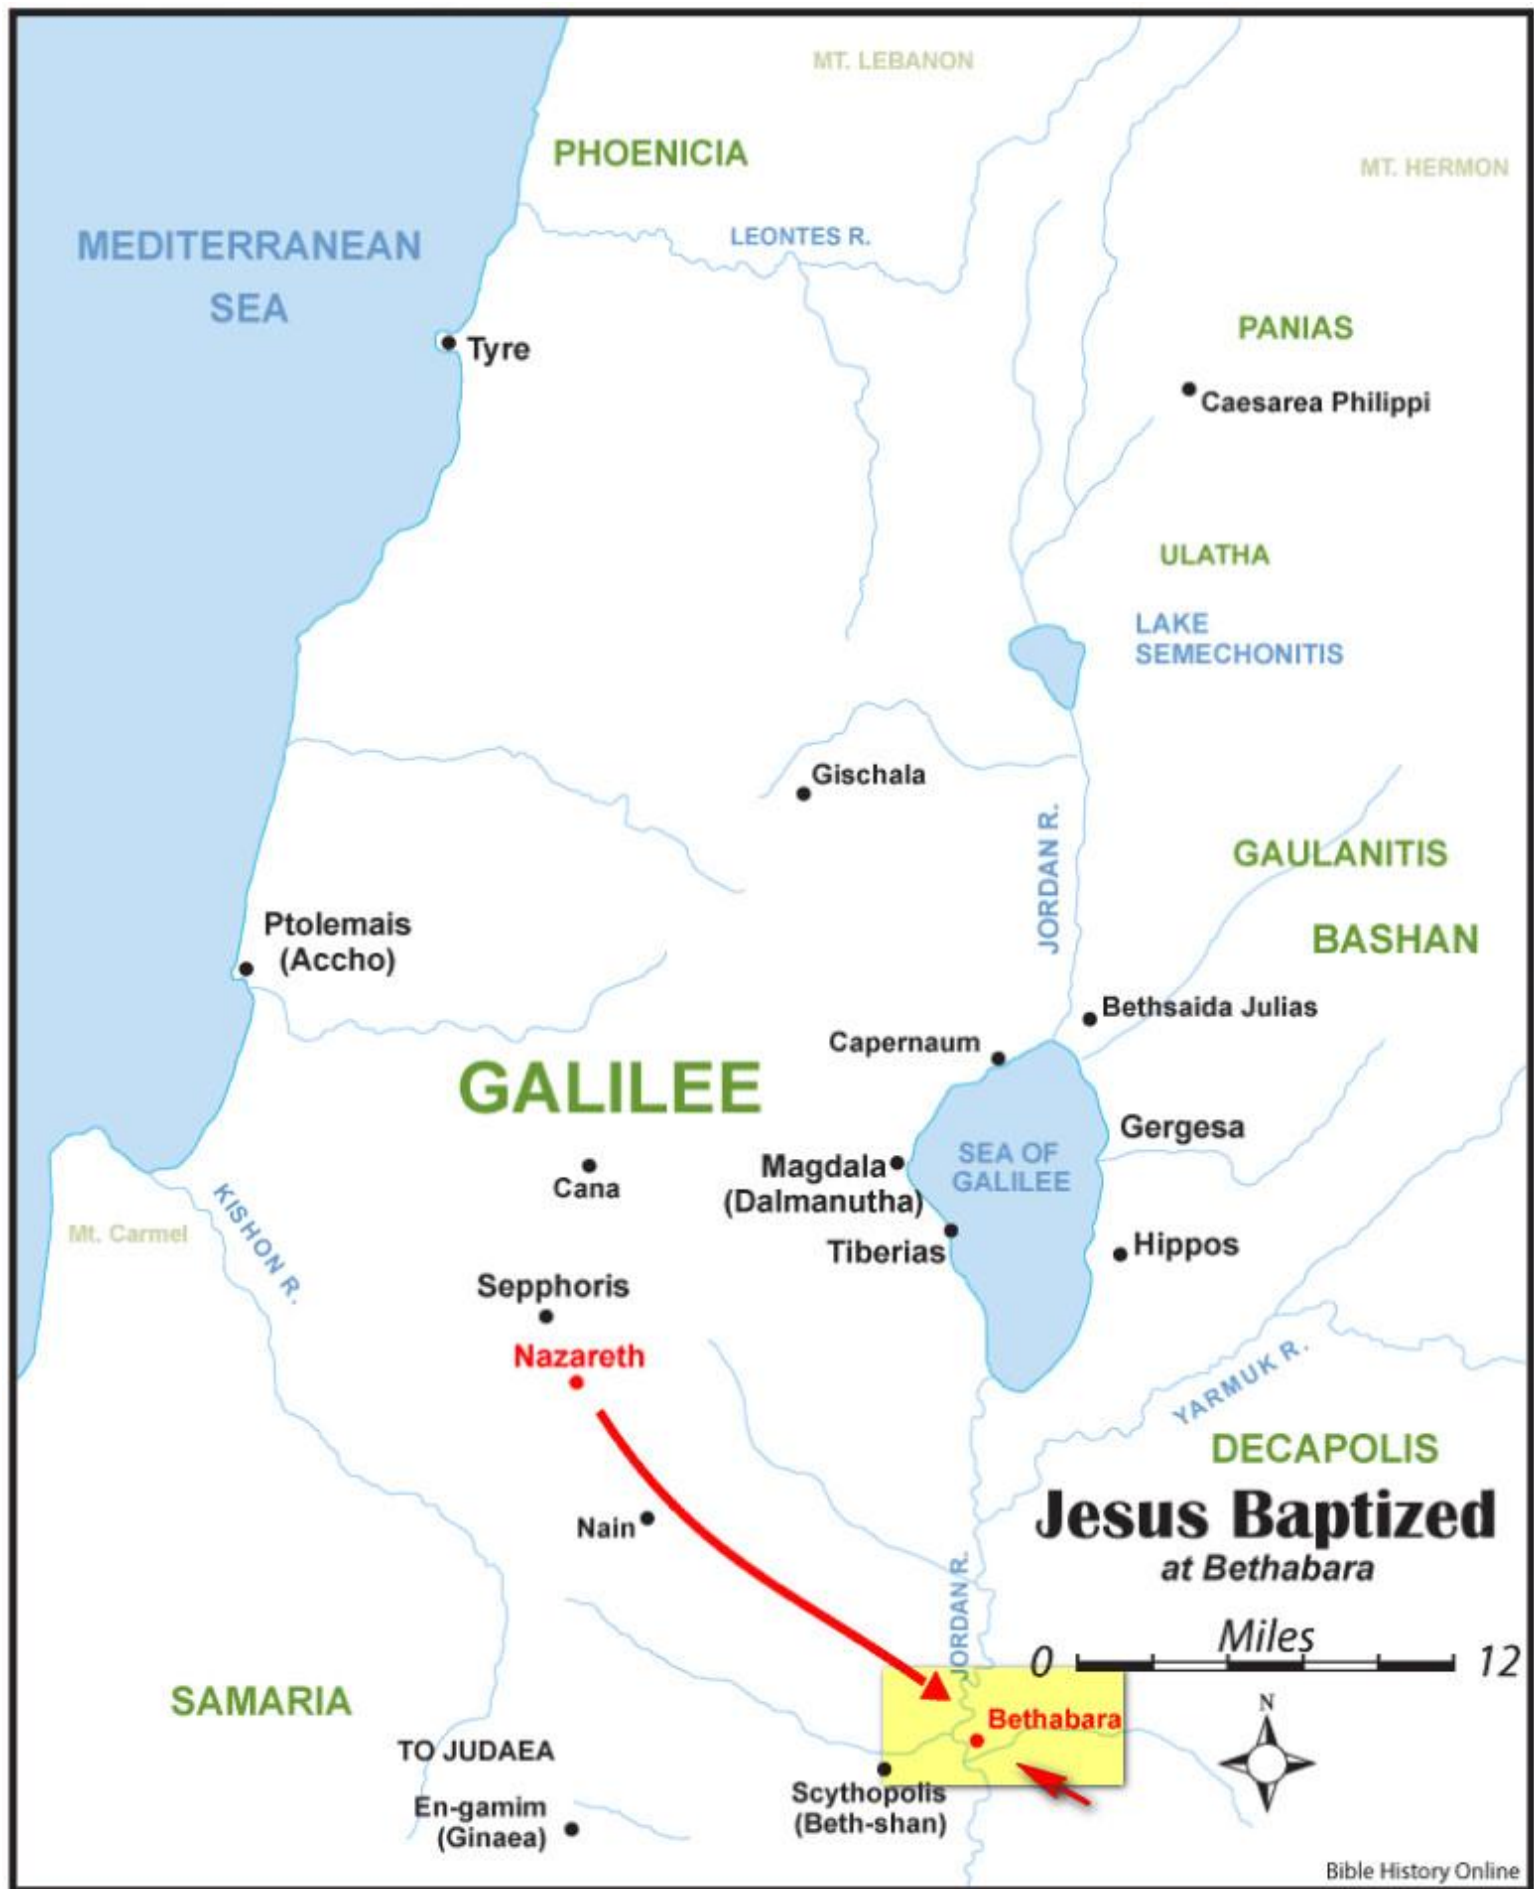 MT. LEBANON
PHOENICIA
MT. HERMON
LEONTES R.
MEDITERRANEAN
SEA
PANIAS
Tyre
Caesarea Philippi
ULATHA
LAKE
SEMECHONITIS
Gischala
JORDAN R.
GAULANITIS
BASHAN
Ptolemais
(Accho)
Bethsaida Julias
Capernaum
GALILEE
Gergesa
SEA OF
GALILEE
Magdala
(Dalmanutha)
Cana
KISHON R.
Mt. Carmel
Tiberias
Hippos
Sepphoris
Nazareth
YARMUK R.
DECAPOLIS
Jesus Baptized
at Bethabara
Nain
JORDAN R.
Miles
0 12
SAMARIA
N
Bethabara
TO JUDAEA
Scythopolis
(Beth-shan)
En-gamim
(Ginaea)
Bible History Online